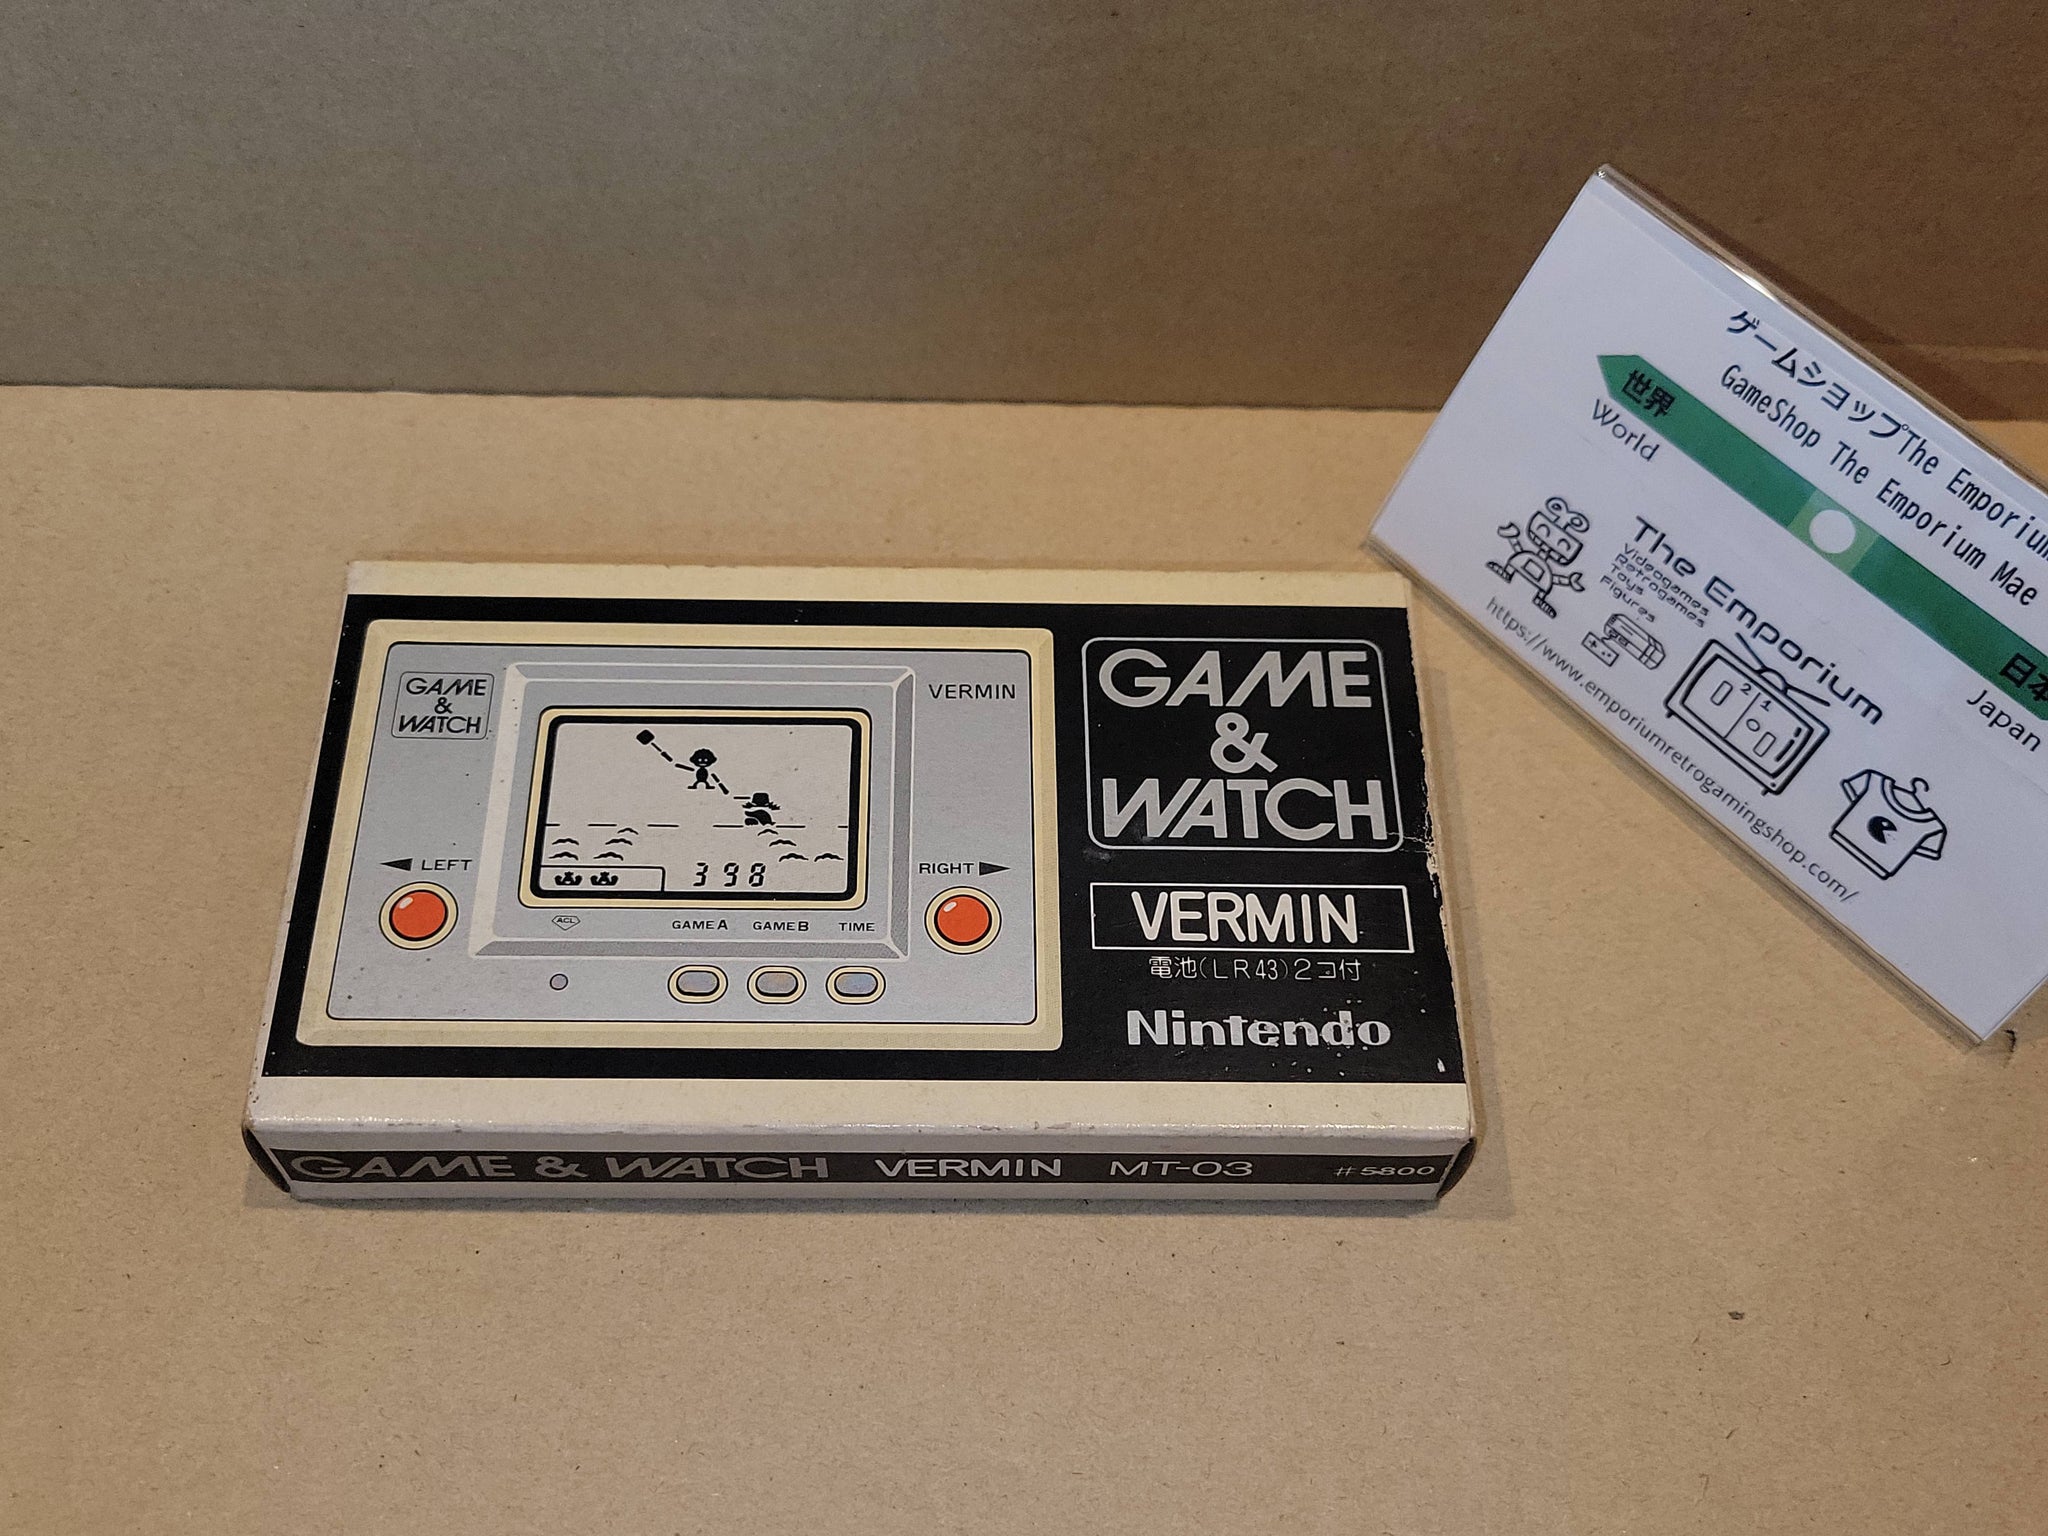 GAME
&
WATCH
VERMIN
398
◀ LEFT
RIGHT ▶
ACL
GAME A
GAME B
TIME
GAME
&
WATCH
VERMIN
電池(LR43)2コ付
Nintendo
GAME & WATCH VERMIN MT-03 #5800
ゲームショップThe Emporium
GameShop The Emporium Mae
世界
World
日本
Japan
The Emporium
Videogames
Retrogames
Toys
Figures
https://www.emporiumretrogamingshop.com/